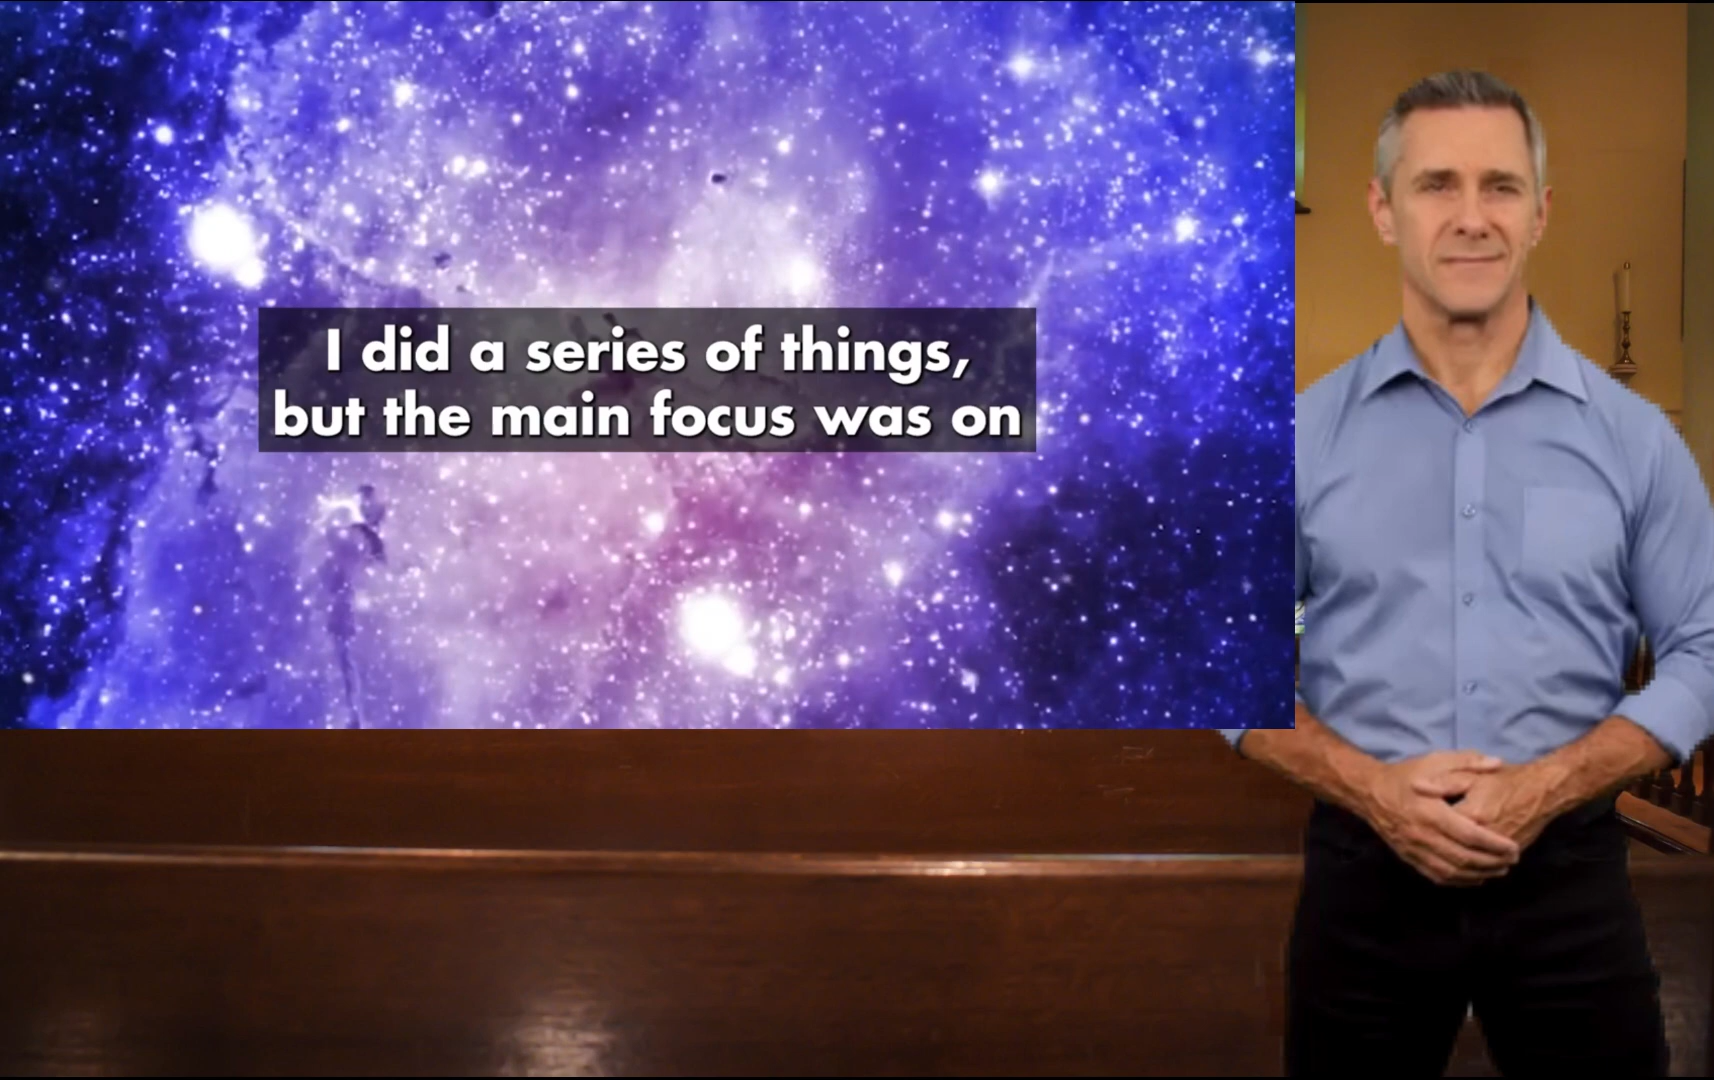 I did a series of things,
but the main focus was on